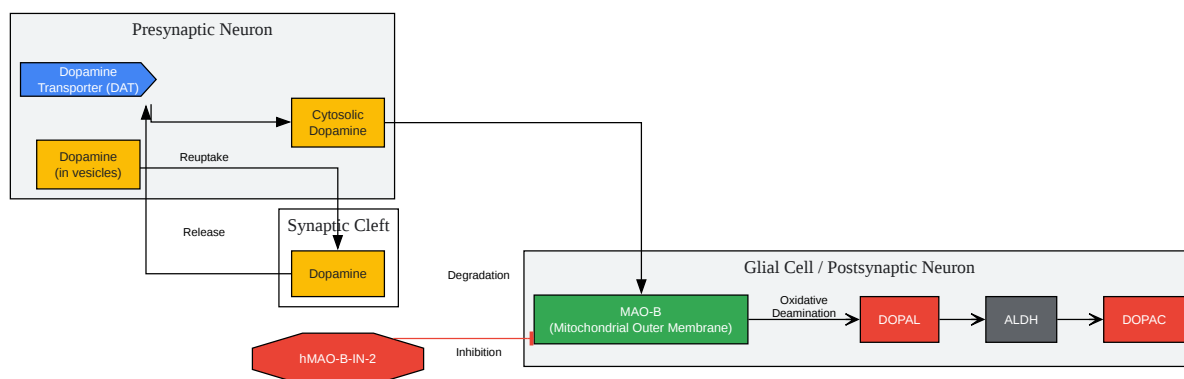 Presynaptic Neuron
Dopamine
Transporter (DAT)
Cytosolic
Dopamine
Dopamine
(in vesicles)
Reuptake
Release
Synaptic Cleft
Dopamine
Degradation
Glial Cell / Postsynaptic Neuron
MAO-B
(Mitochondrial Outer Membrane)
Oxidative
Deamination
DOPAL
ALDH
DOPAC
Inhibition
hMAO-B-IN-2